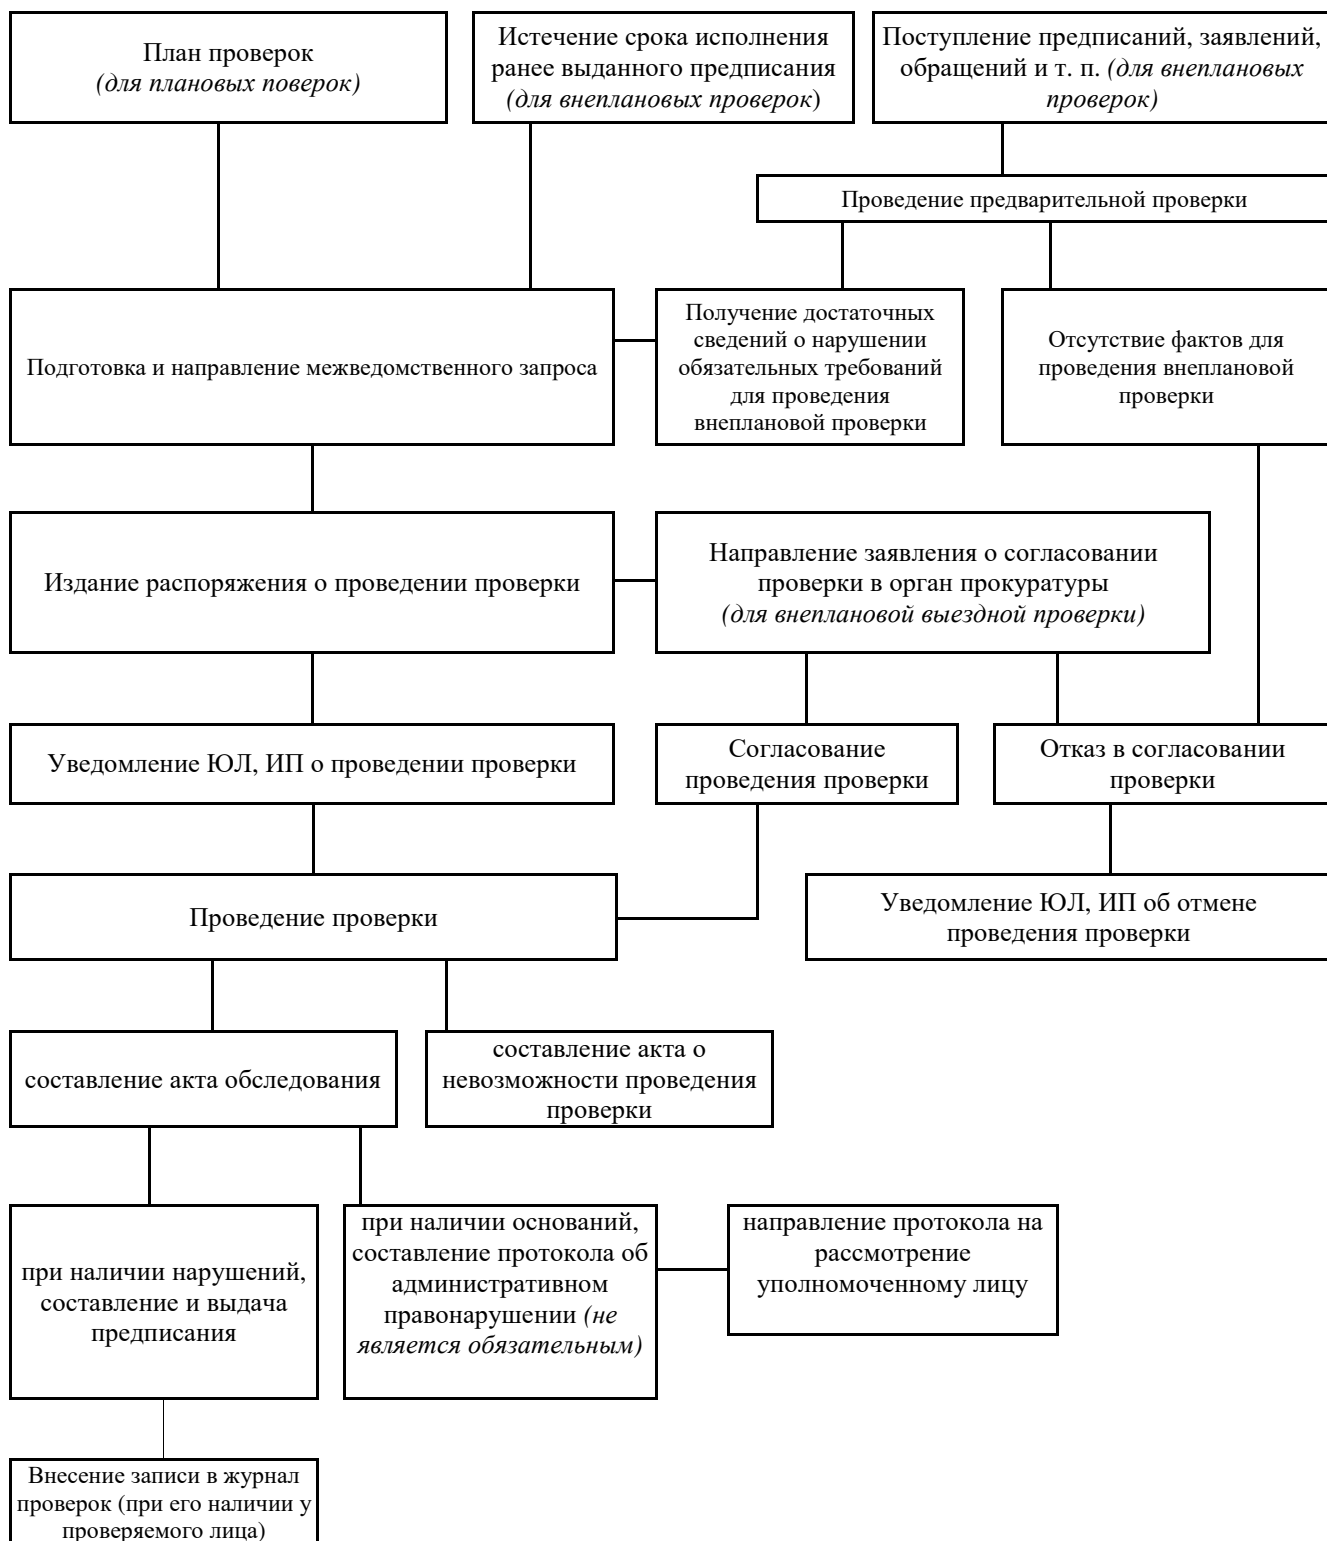 План проверок
(для плановых поверок)
Истечение срока исполнения
ранее выданного предписания
(для внеплановых проверок)
Поступление предписаний, заявлений,
обращений и т. п. (для внеплановых
проверок)
Проведение предварительной проверки
Подготовка и направление межведомственного запроса
Получение достаточных
сведений о нарушении
обязательных требований
для проведения
внеплановой проверки
Отсутствие фактов для
проведения внеплановой
проверки
Издание распоряжения о проведении проверки
Направление заявления о согласовании
проверки в орган прокуратуры
(для внеплановой выездной проверки)
Уведомление ЮЛ, ИП о проведении проверки
Согласование
проведения проверки
Отказ в согласовании
проверки
Проведение проверки
Уведомление ЮЛ, ИП об отмене
проведения проверки
составление акта обследования
составление акта о
невозможности проведения
проверки
при наличии нарушений,
составление и выдача
предписания
при наличии оснований,
составление протокола об
административном
правонарушении (не
является обязательным)
направление протокола на
рассмотрение
уполномоченному лицу
Внесение записи в журнал
проверок (при его наличии у
проверяемого лица)